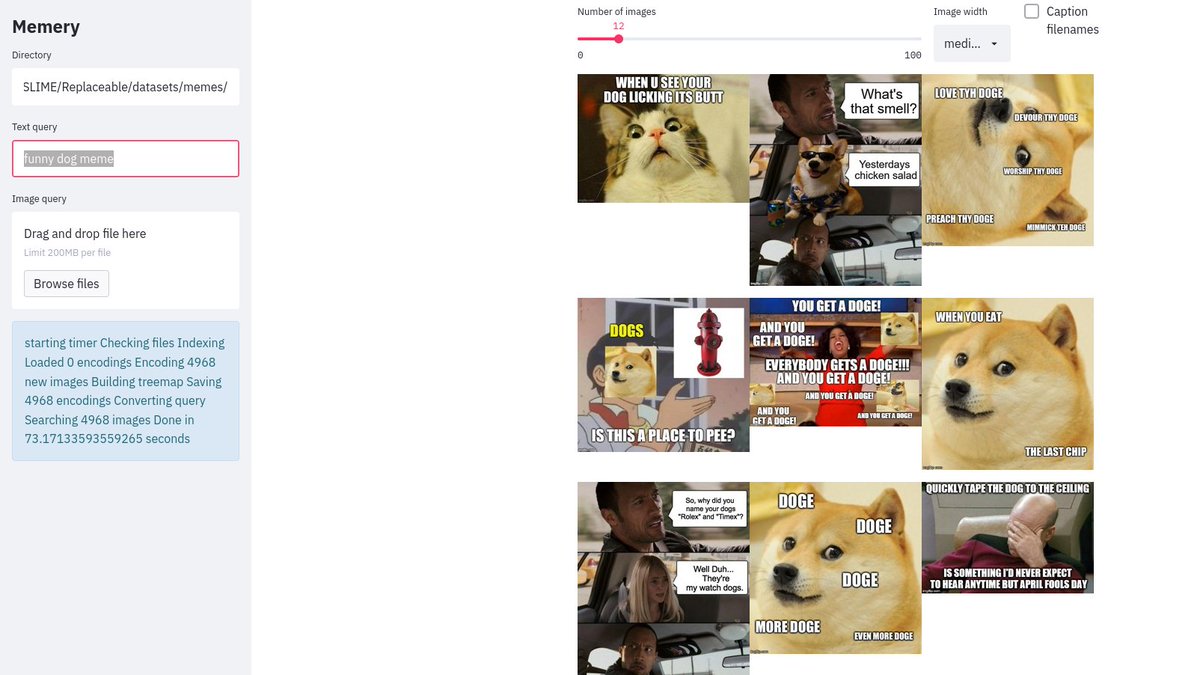 Memery
Directory
SLIME/Replaceable/datasets/memes/
Text query
funny dog meme
Image query
Drag and drop file here
Limit 200MB per file
Browse files
starting timer Checking files Indexing
Loaded 0 encodings Encoding 4968
new images Building treemap Saving
4968 encodings Converting query
Searching 4968 images Done in
73.17133593559265 seconds
Number of images
12
0
100
Image width
medi...
Caption
filenames
WHEN U SEE YOUR
DOG LICKING ITS BUTT
What's
that smell?
Yesterdays
chicken salad
LOVE TYH DOGE
DEVOUR THY DOGE
WORSHIP THY DOGE
PREACH THY DOGE
MIMMICK TEH DOGE
DOGS
IS THIS A PLACE TO PEE?
YOU GET A DOGE!
AND YOU
GET A DOGE!
EVERYBODY GETS A DOGE!!!
AND YOU GET A DOGE!
AND YOU GET A DOGE!
AND YOU
GET A DOGE!
AND YOU GET A DOGE!
WHEN YOU EAT
THE LAST CHIP
So, why did you
name your dogs
"Rolex" and "Timex"?
Well Duh...
They're
my watch dogs.
DOGE
DOGE
DOGE
MORE DOGE
EVEN MORE DOGE
QUICKLY TAPE THE DOG TO THE CEILING
IS SOMETHING I'D NEVER EXPECT
TO HEAR ANYTIME BUT APRIL FOOLS DAY